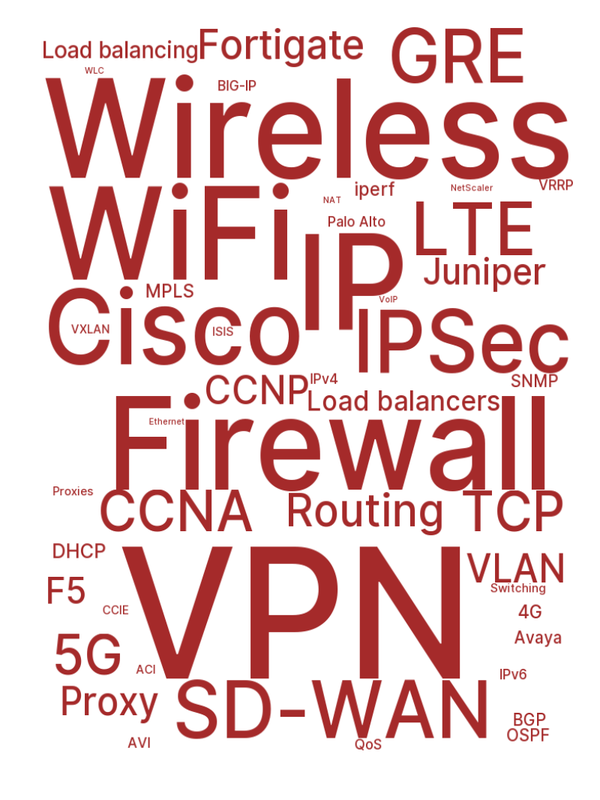 Load balancing
Fortigate
GRE
WLC
BIG-IP
Wireless
WiFi
NAT
iperf
NetScaler
VRRP
Palo Alto
LTE
IP
Juniper
MPLS
VoIP
Cisco
VXLAN
ISIS
IPSec
CCNP
IPv4
SNMP
Load balancers
Ethernet
Firewall
Proxies
CCNA
Routing
TCP
DHCP
VPN
VLAN
F5
Switching
CCIE
4G
5G
Avaya
ACI
IPv6
Proxy
SD-WAN
BGP
OSPF
AVI
QoS